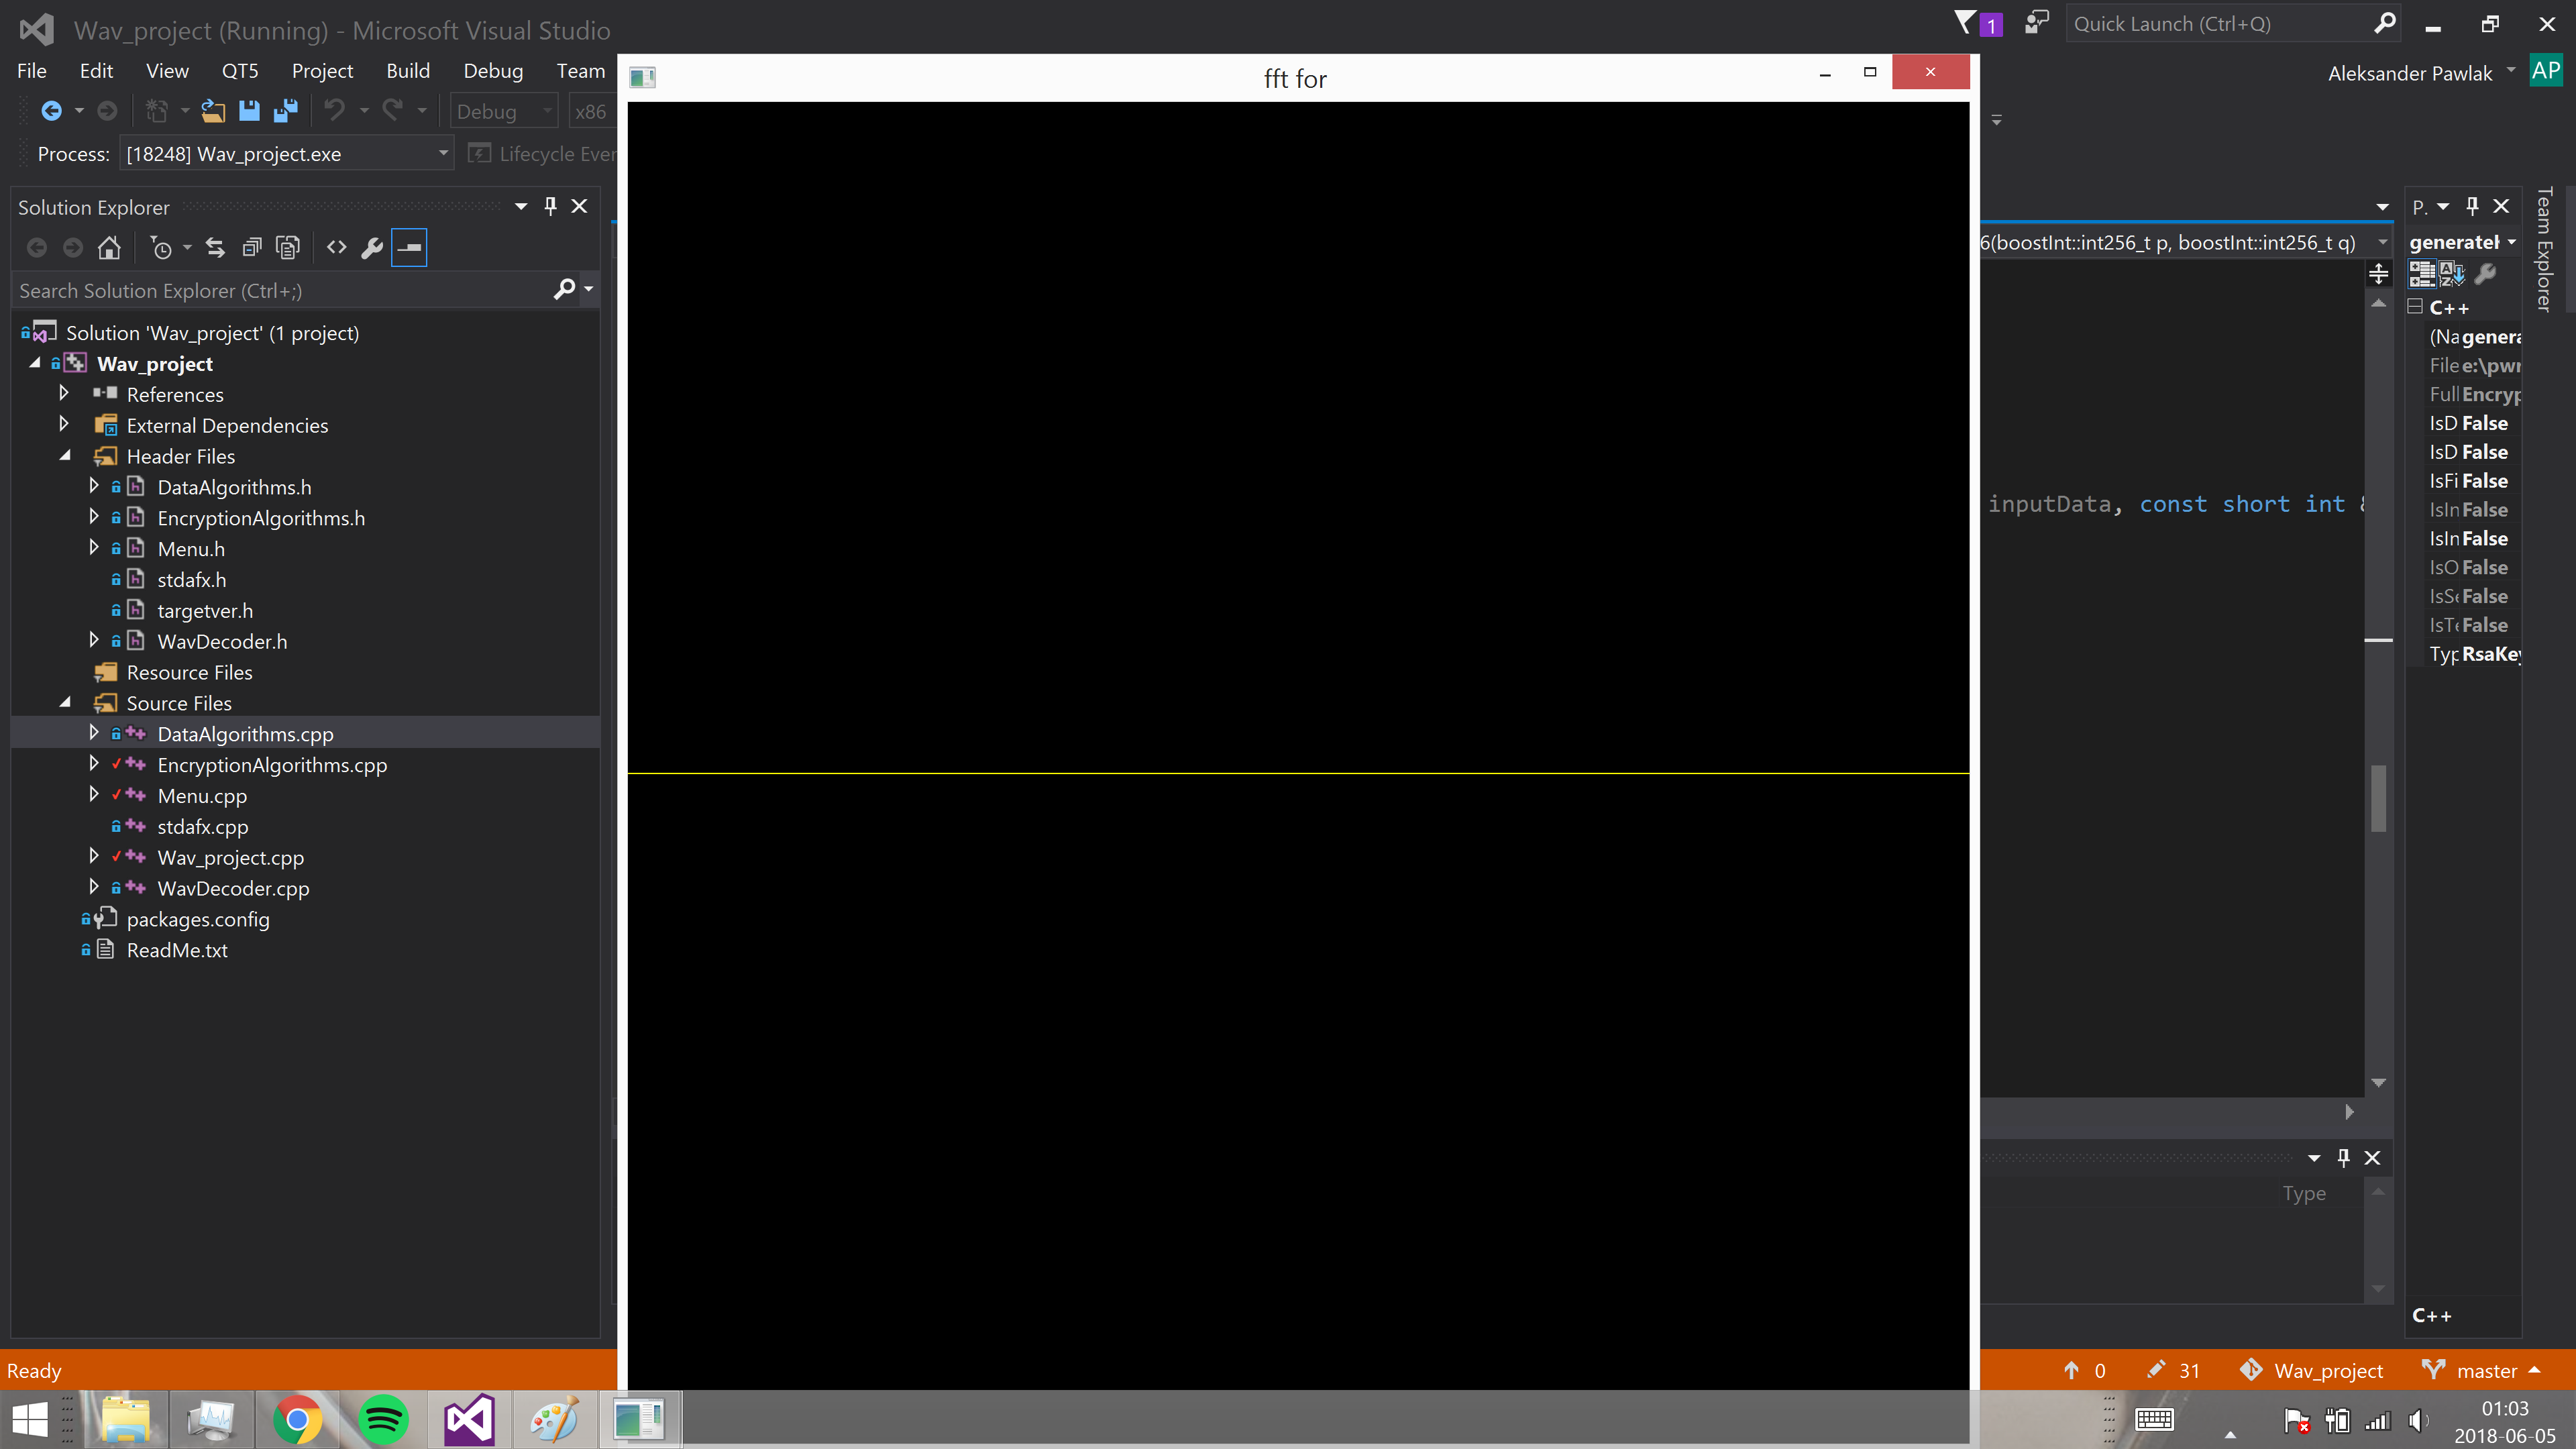 Wav_project (Running) - Microsoft Visual Studio
1
Quick Launch (Ctrl+Q)
File Edit View QT5 Project Build Debug Team
fft for
Aleksander Pawlak AP
Debug x86
Process: [18248] Wav_project.exe Lifecycle Ever
Solution Explorer
P.
Team Explorer
6(boostInt::int256_t p, boostInt::int256_t q)
Search Solution Explorer (Ctrl+;)
C++
Solution 'Wav_project' (1 project)
Wav_project
References
External Dependencies
Header Files
DataAlgorithms.h
EncryptionAlgorithms.h
Menu.h
stdafx.h
targetver.h
WavDecoder.h
Resource Files
Source Files
DataAlgorithms.cpp
EncryptionAlgorithms.cpp
Menu.cpp
stdafx.cpp
Wav_project.cpp
WavDecoder.cpp
packages.config
ReadMe.txt
inputData, const short int &
(Na genera
File e:\pwr
Full Encryp
IsD False
IsD False
IsFi False
IsIn False
IsIn False
IsO False
IsSe False
IsTe False
Typ RsaKey
Type
C++
Ready
0 31 Wav_project master
01:03
2018-06-05